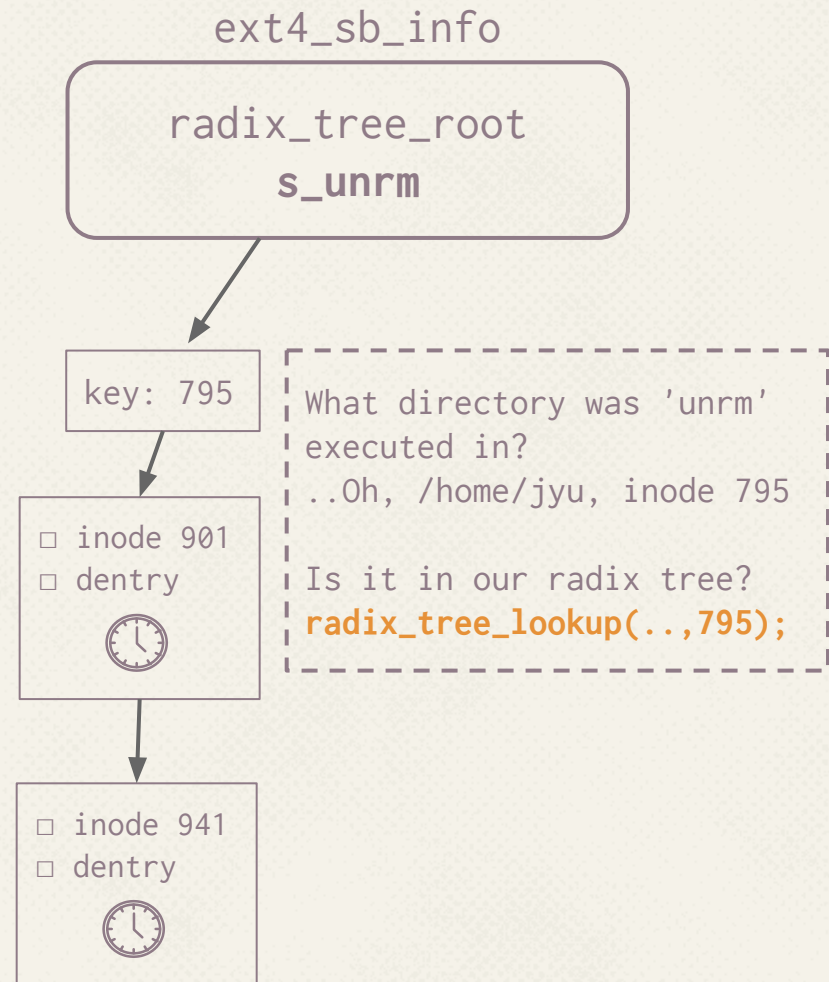 ext4_sb_info
radix_tree_root
s_unrm
key: 795
What directory was 'unrm'
executed in?
..Oh, /home/jyu, inode 795
Is it in our radix tree?
radix_tree_lookup(..,795);
□ inode 901
□ dentry
□ inode 941
□ dentry